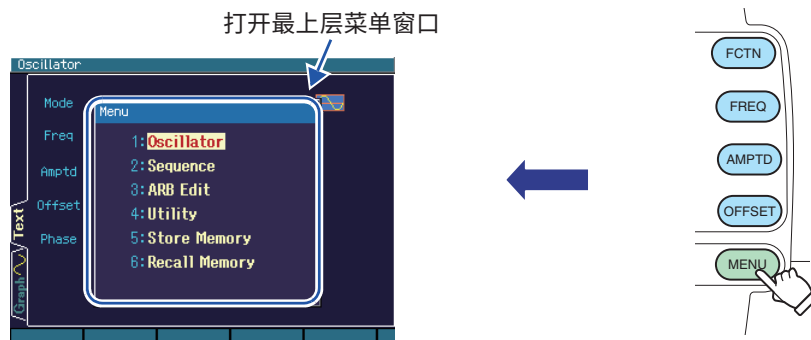 打开最上层菜单窗口
Oscillator
Mode
Freq
Amptd
Offset
Phase
Text
Graph
Menu
1:Oscillator
2:Sequence
3:ARB Edit
4:Utility
5:Store Memory
6:Recall Memory
FCTN
FREQ
AMPTD
OFFSET
MENU